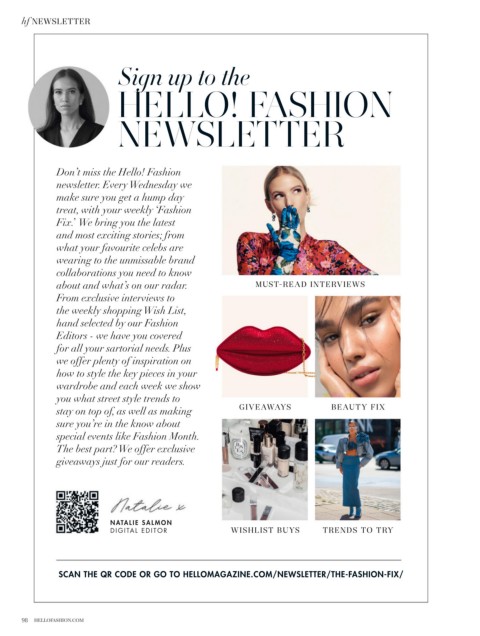 hf NEWSLETTER
Sign up to the
HELLO! FASHION
NEWSLETTER
Don't miss the Hello! Fashion
newsletter. Every Wednesday we
make sure you get a hump day
treat, with your weekly 'Fashion
Fix.' We bring you the latest
and most exciting stories; from
what your favourite celebs are
wearing to the unmissable brand
collaborations you need to know
about and what's on our radar.
From exclusive interviews to
the weekly shopping Wish List,
hand selected by our Fashion
Editors - we have you covered
for all your sartorial needs. Plus
we offer plenty of inspiration on
how to style the key pieces in your
wardrobe and each week we show
you what street style trends to
stay on top of, as well as making
sure you're in the know about
special events like Fashion Month.
The best part? We offer exclusive
giveaways just for our readers.
Natalie x
NATALIE SALMON
DIGITAL EDITOR
MUST-READ INTERVIEWS
GIVEAWAYS
BEAUTY FIX
WISHLIST BUYS
TRENDS TO TRY
SCAN THE QR CODE OR GO TO HELLOMAGAZINE.COM/NEWSLETTER/THE-FASHION-FIX/
98 HELLOFASHION.COM